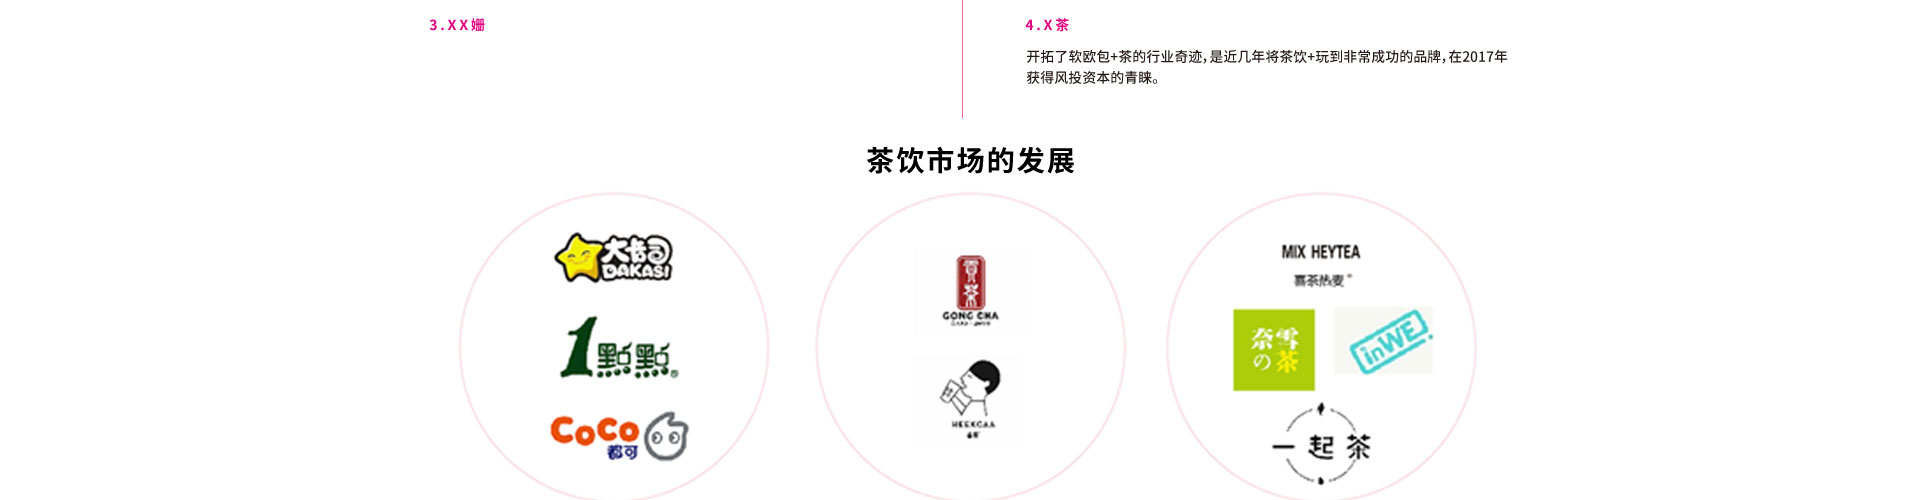 3.XX姗
4.X茶
开拓了软欧包+茶的行业奇迹,是近几年将茶饮+玩到非常成功的品牌,在2017年
获得风投资本的青睐。
茶饮市场的发展
大卡司
DAKASI
1點點®
CoCo
都可
貢茶
GONG CHA
HEEKCAA
MIX HEYTEA
喜茶热麦
奈雪
の茶
inWE
一起茶